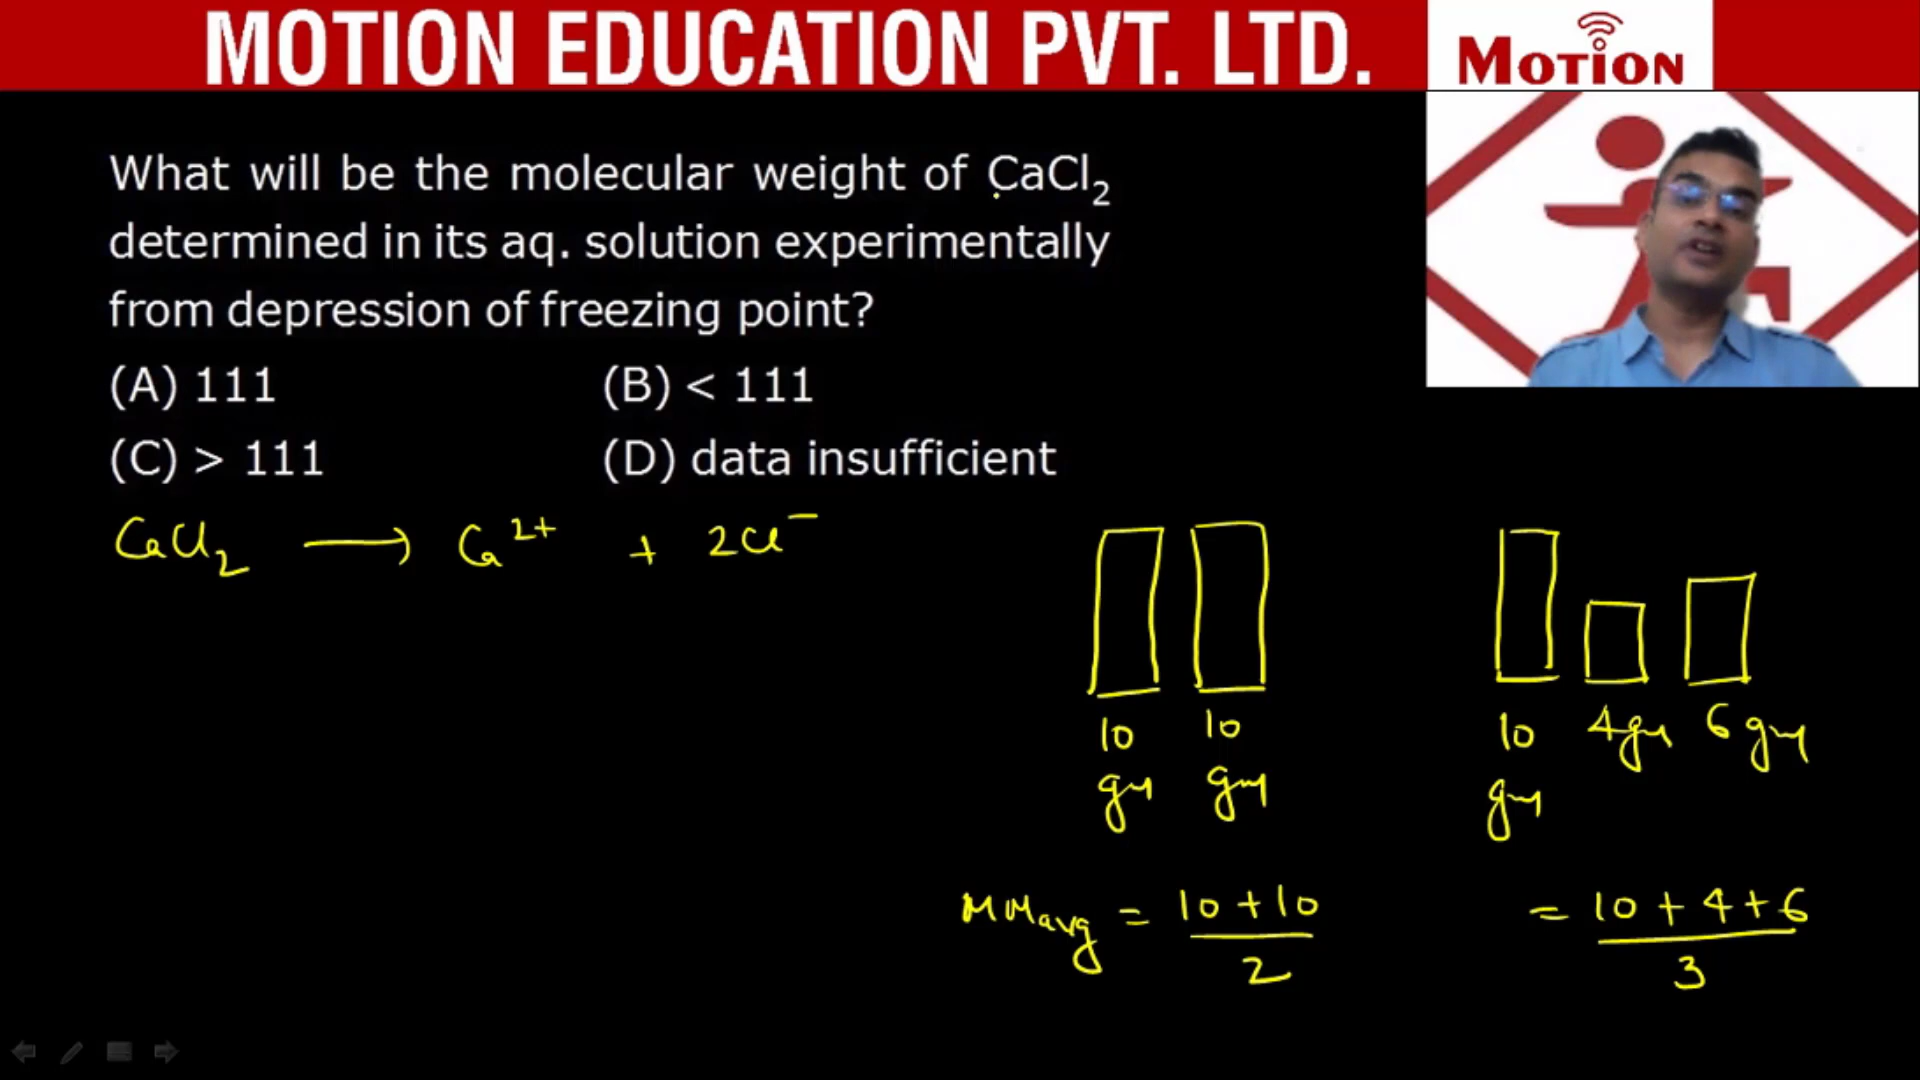 MOTION EDUCATION PVT. LTD.
MOTION
What will be the molecular weight of CaCl₂
determined in its aq. solution experimentally
from depression of freezing point?
(A) 111 (B) < 111
(C) > 111 (D) data insufficient
CaCl₂ ⟶ Ca²⁺ + 2Cl⁻
10 10 10 4gm 6 gm
gm gm gm
MMavg = 10 + 10 / 2 = 10 + 4 + 6 / 3